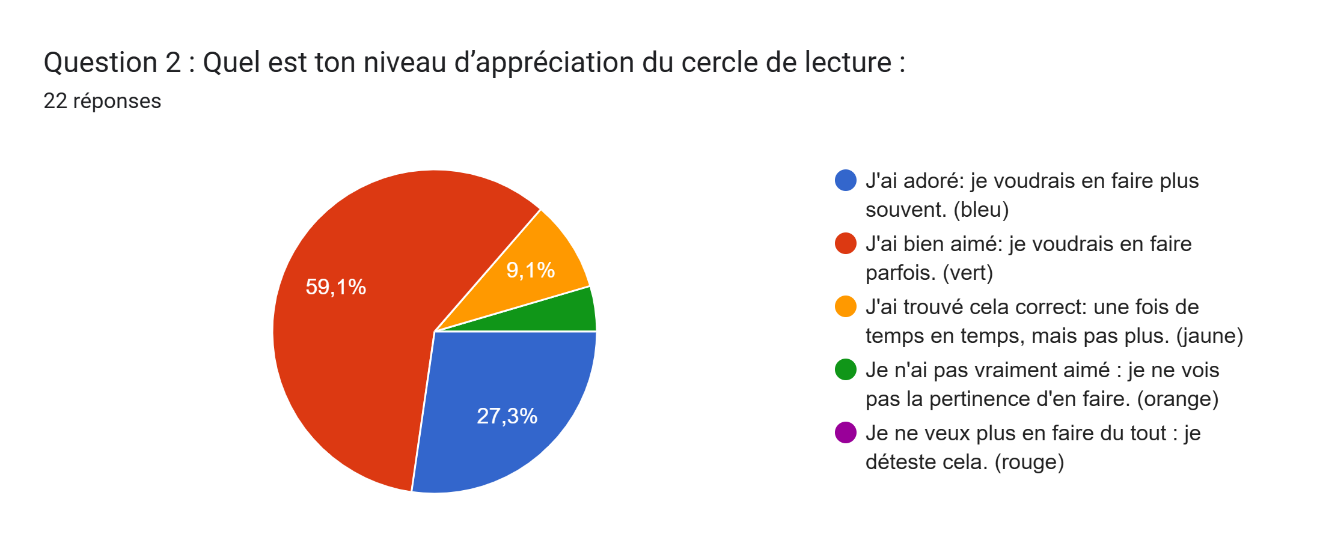 Question 2 : Quel est ton niveau d’appréciation du cercle de lecture :
22 réponses
59,1%
9,1%
27,3%
J'ai adoré: je voudrais en faire plus
souvent. (bleu)
J'ai bien aimé: je voudrais en faire
parfois. (vert)
J'ai trouvé cela correct: une fois de
temps en temps, mais pas plus. (jaune)
Je n'ai pas vraiment aimé : je ne vois
pas la pertinence d'en faire. (orange)
Je ne veux plus en faire du tout : je
déteste cela. (rouge)